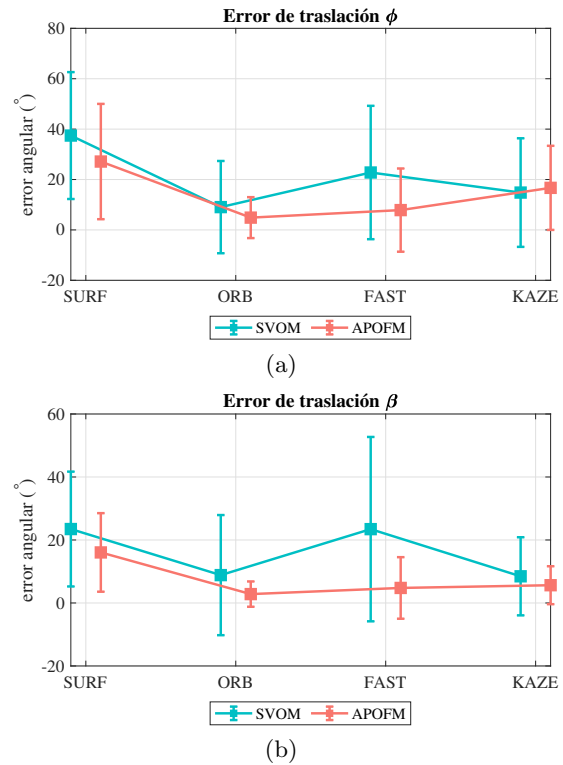 Error de traslación ϕ
80
60
40
20
0
-20
error angular (°)
SURF ORB FAST KAZE
SVOM APOFM
(a)
Error de traslación β
60
40
20
0
-20
error angular (°)
SURF ORB FAST KAZE
SVOM APOFM
(b)